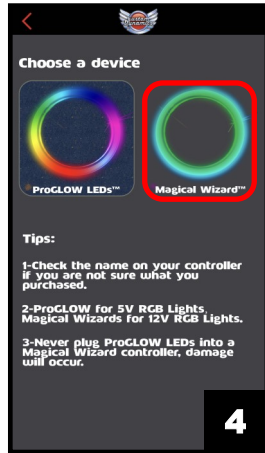 Choose a device
ProGLOW LEDs™
Magical Wizard™
Tips:
1-Check the name on your controller
if you are not sure what you
purchased.
2-ProGLOW for 5V RGB Lights,
Magical Wizards for 12V RGB Lights.
3-Never plug ProGLOW LEDs into a
Magical Wizard controller, damage
will occur.
4